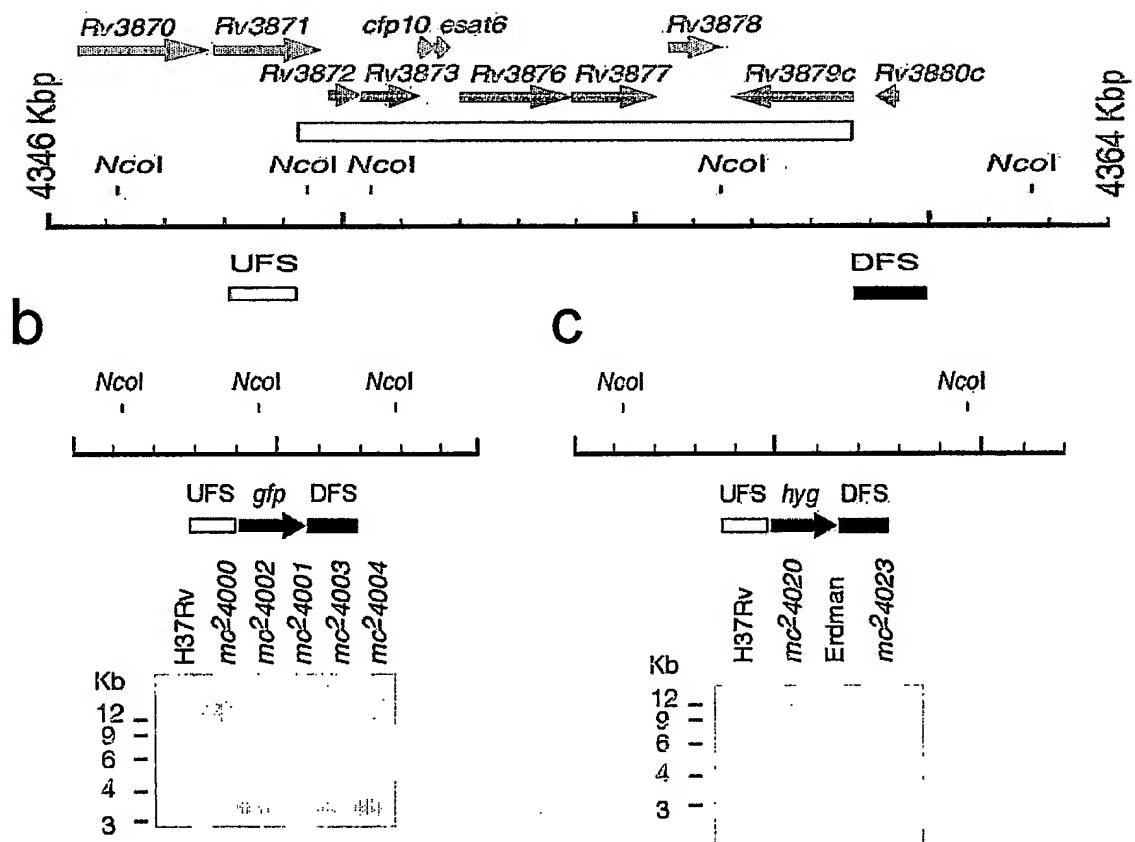 Rv3870 Rv3871 cfp10 esat6 Rv3878
Rv3872 Rv3873 Rv3876 Rv3877 Rv3879c Rv3880c
4346 Kbp
4364 Kbp
NcoI NcoI NcoI NcoI NcoI
UFS DFS
b
NcoI NcoI NcoI
UFS gfp DFS
H37Rv mc²4000 mc²4002 mc²4001 mc²4003 mc²4004
Kb
12
9
6
4
3
c
NcoI NcoI
UFS hyg DFS
H37Rv mc²4020 Erdman mc²4023
Kb
12
9
6
4
3